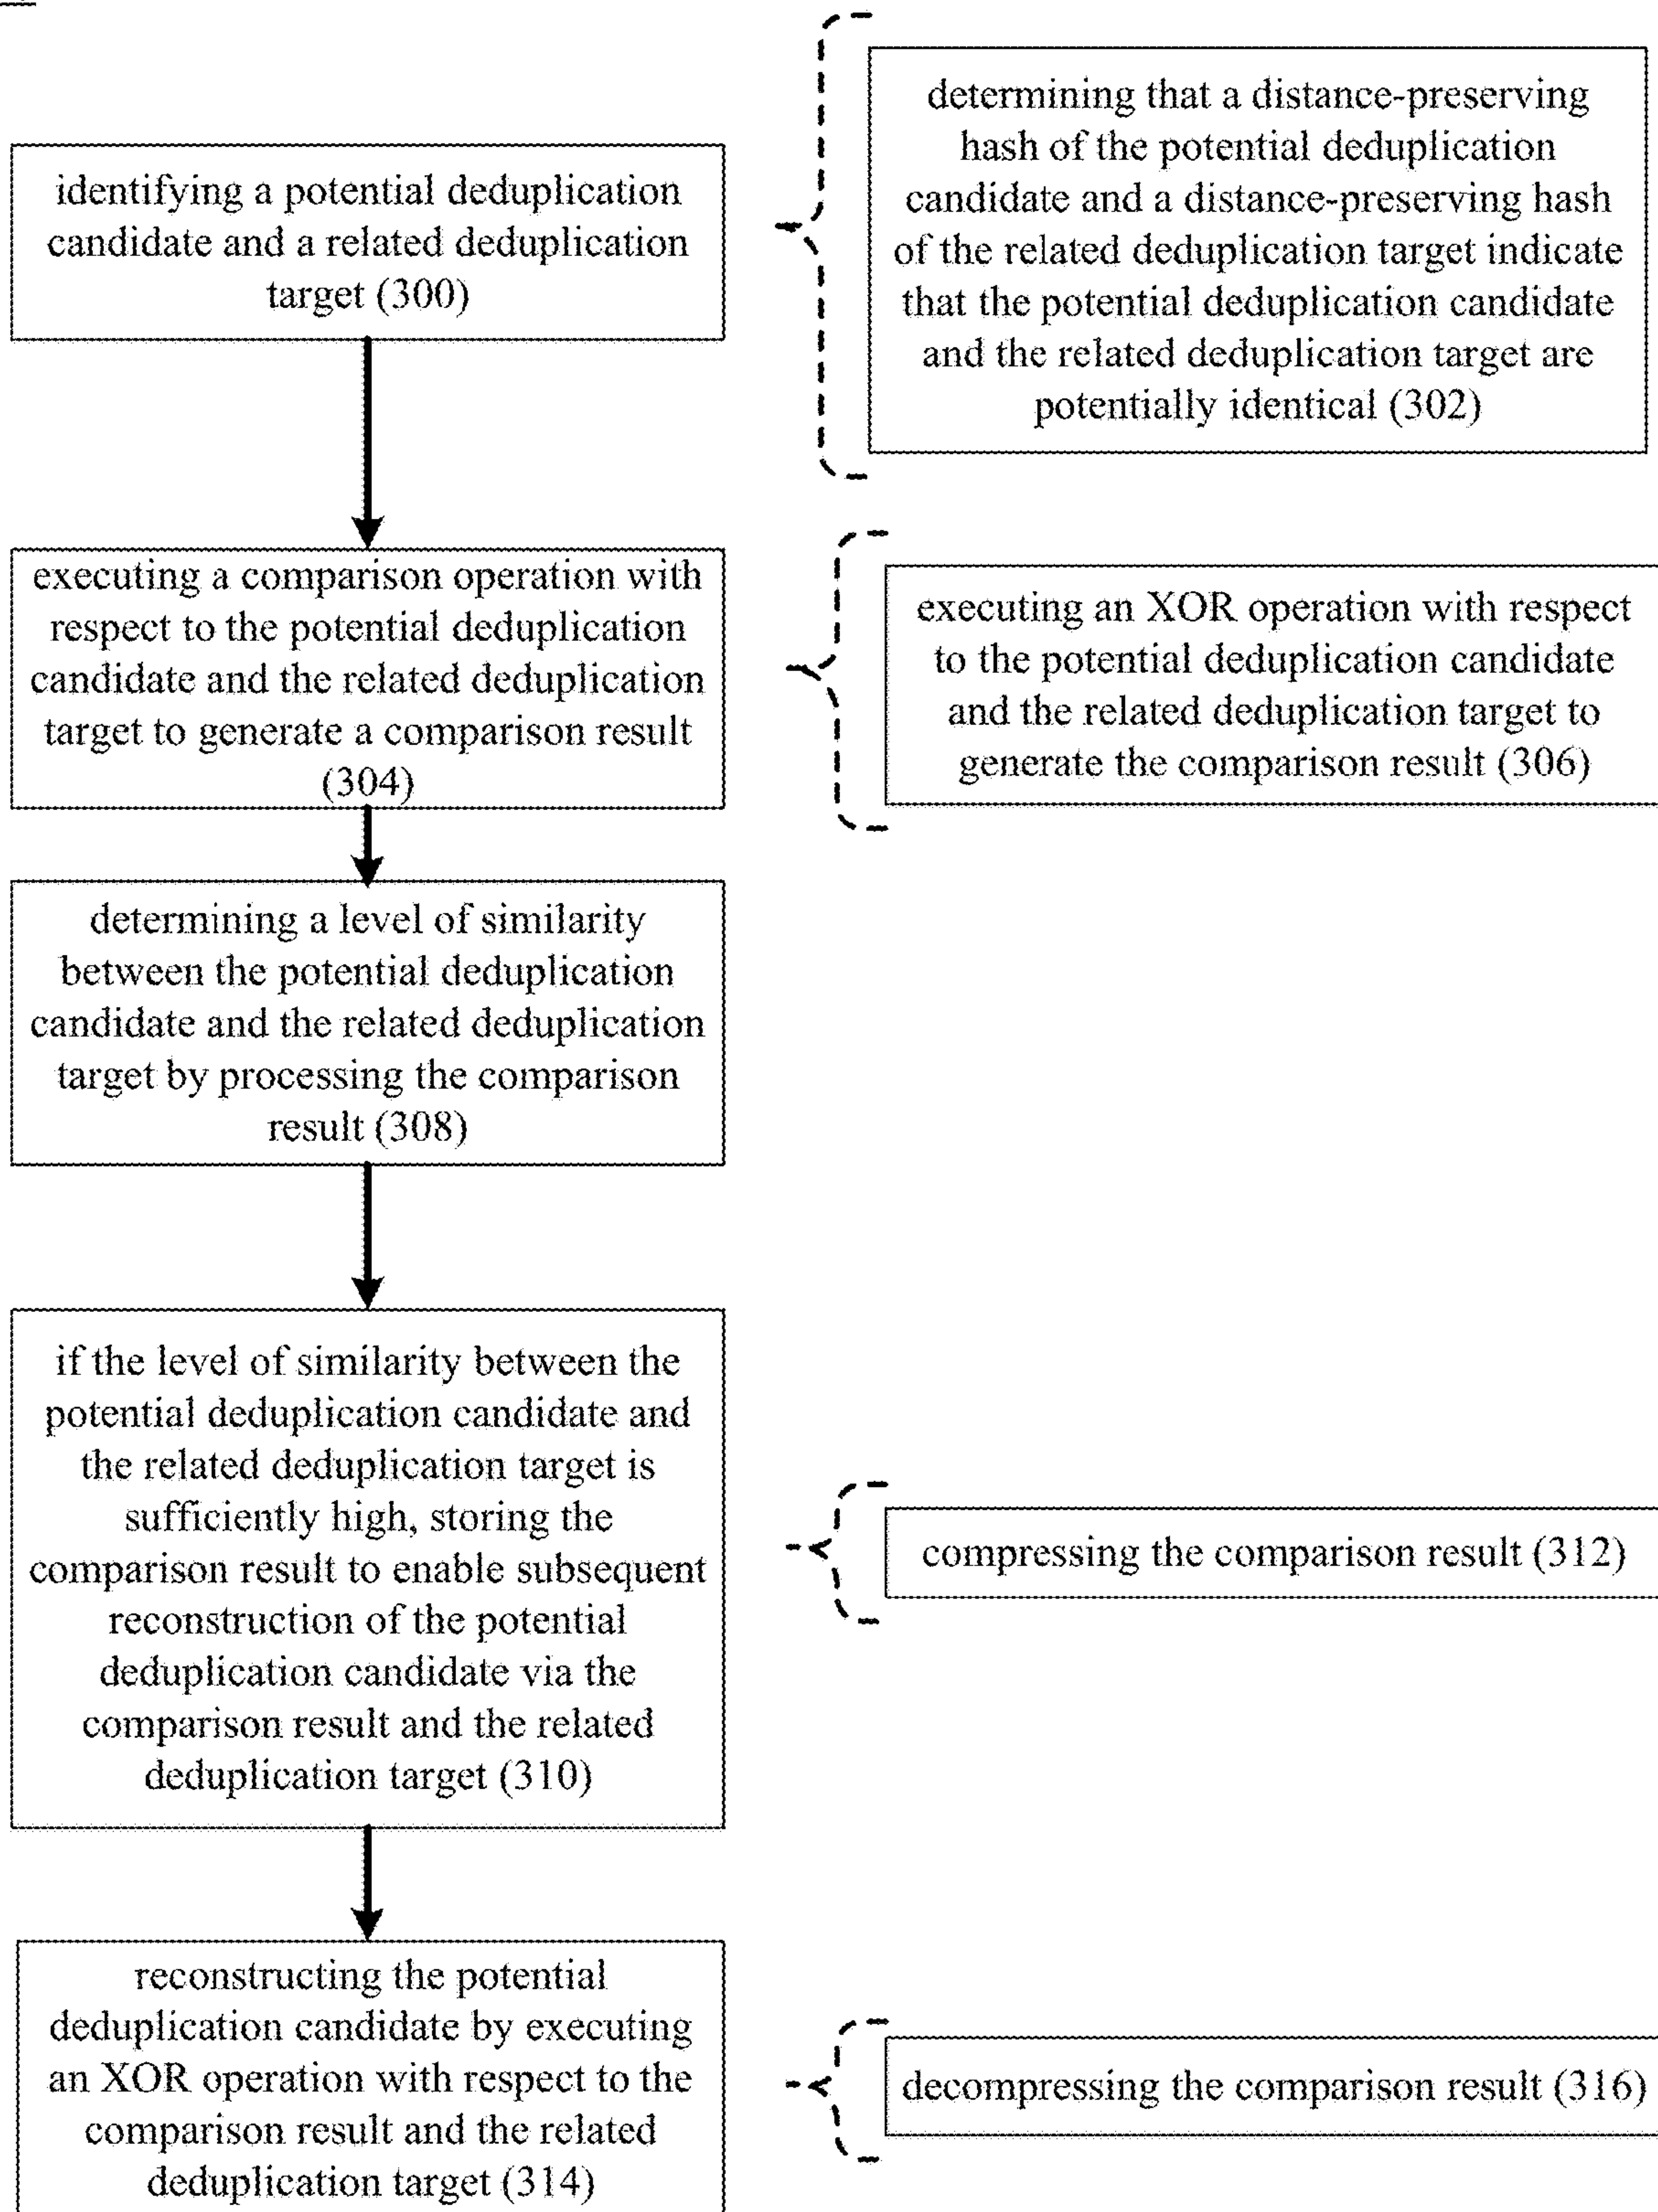 identifying a potential deduplication
candidate and a related deduplication
target (300)
determining that a distance-preserving
hash of the potential deduplication
candidate and a distance-preserving hash
of the related deduplication target indicate
that the potential deduplication candidate
and the related deduplication target are
potentially identical (302)
executing a comparison operation with
respect to the potential deduplication
candidate and the related deduplication
target to generate a comparison result
(304)
executing an XOR operation with respect
to the potential deduplication candidate
and the related deduplication target to
generate the comparison result (306)
determining a level of similarity
between the potential deduplication
candidate and the related deduplication
target by processing the comparison
result (308)
if the level of similarity between the
potential deduplication candidate and
the related deduplication target is
sufficiently high, storing the
comparison result to enable subsequent
reconstruction of the potential
deduplication candidate via the
comparison result and the related
deduplication target (310)
compressing the comparison result (312)
reconstructing the potential
deduplication candidate by executing
an XOR operation with respect to the
comparison result and the related
deduplication target (314)
decompressing the comparison result (316)